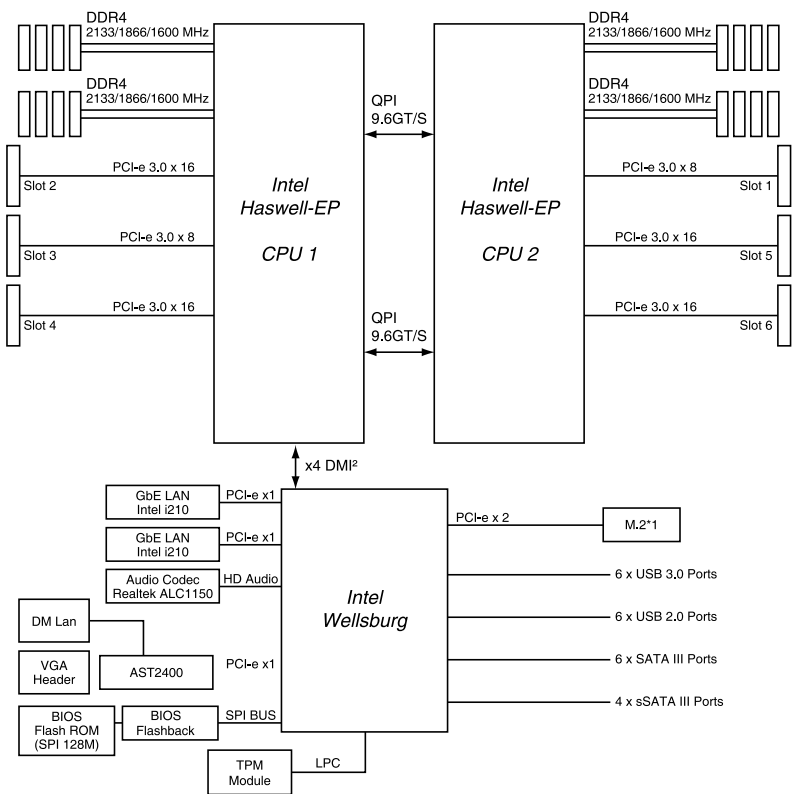 DDR4
2133/1866/1600 MHz
DDR4
2133/1866/1600 MHz
DDR4
2133/1866/1600 MHz
DDR4
2133/1866/1600 MHz
QPI
9.6GT/S
PCI-e 3.0 x 16
Slot 2
PCI-e 3.0 x 8
Slot 3
PCI-e 3.0 x 16
Slot 4
Intel
Haswell-EP
CPU 1
Intel
Haswell-EP
CPU 2
PCI-e 3.0 x 8
Slot 1
PCI-e 3.0 x 16
Slot 5
PCI-e 3.0 x 16
Slot 6
QPI
9.6GT/S
x4 DMI²
GbE LAN
Intel i210
PCI-e x1
GbE LAN
Intel i210
PCI-e x1
Audio Codec
Realtek ALC1150
HD Audio
DM Lan
VGA
Header
AST2400
PCI-e x1
BIOS
Flash ROM
(SPI 128M)
BIOS
Flashback
SPI BUS
TPM
Module
LPC
Intel
Wellsburg
PCI-e x 2
M.2*1
6 x USB 3.0 Ports
6 x USB 2.0 Ports
6 x SATA III Ports
4 x sSATA III Ports